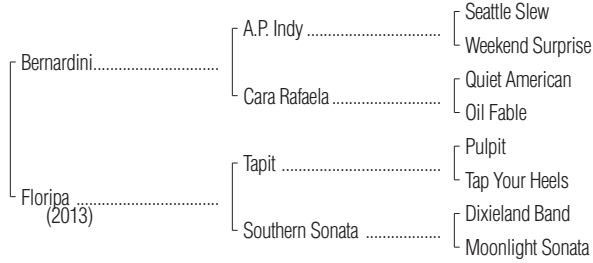 Seattle Slew
A.P. Indy
Weekend Surprise
Bernardini
Quiet American
Cara Rafaela
Oil Fable
Pulpit
Tapit
Tap Your Heels
Floripa
(2013)
Dixieland Band
Southern Sonata
Moonlight Sonata